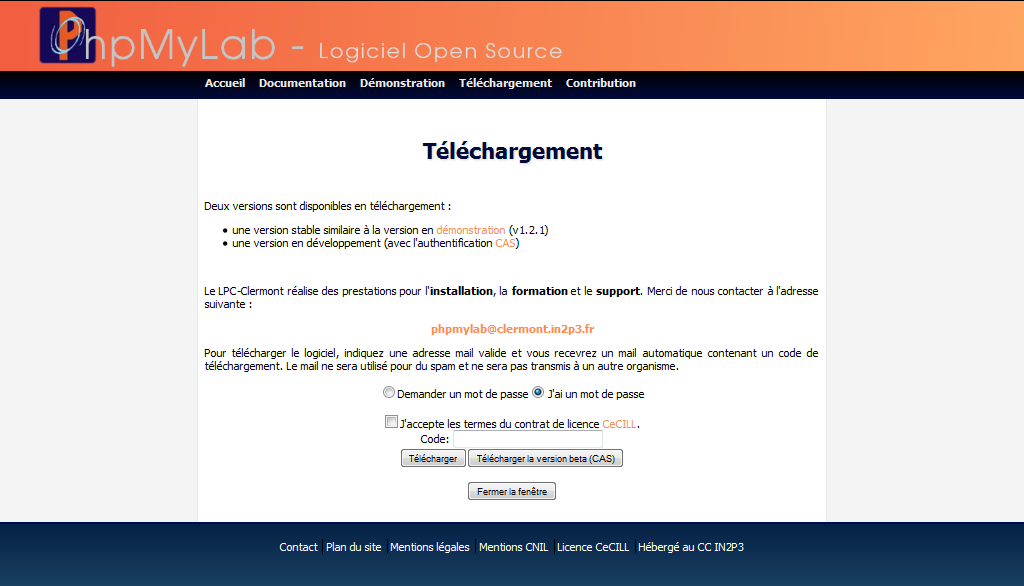 PhpMyLab - Logiciel Open Source
Accueil Documentation Démonstration Téléchargement Contribution
Téléchargement
Deux versions sont disponibles en téléchargement :
• une version stable similaire à la version en démonstration (v1.2.1)
• une version en développement (avec l'authentification CAS)
Le LPC-Clermont réalise des prestations pour l'installation, la formation et le support. Merci de nous contacter à l'adresse
suivante :
phpmylab@clermont.in2p3.fr
Pour télécharger le logiciel, indiquez une adresse mail valide et vous recevrez un mail automatique contenant un code de
téléchargement. Le mail ne sera utilisé pour du spam et ne sera pas transmis à un autre organisme.
Demander un mot de passe J'ai un mot de passe
J'accepte les termes du contrat de licence CeCILL.
Code:
Télécharger Télécharger la version beta (CAS)
Fermer la fenêtre
Contact Plan du site Mentions légales Mentions CNIL Licence CeCILL Hébergé au CC IN2P3